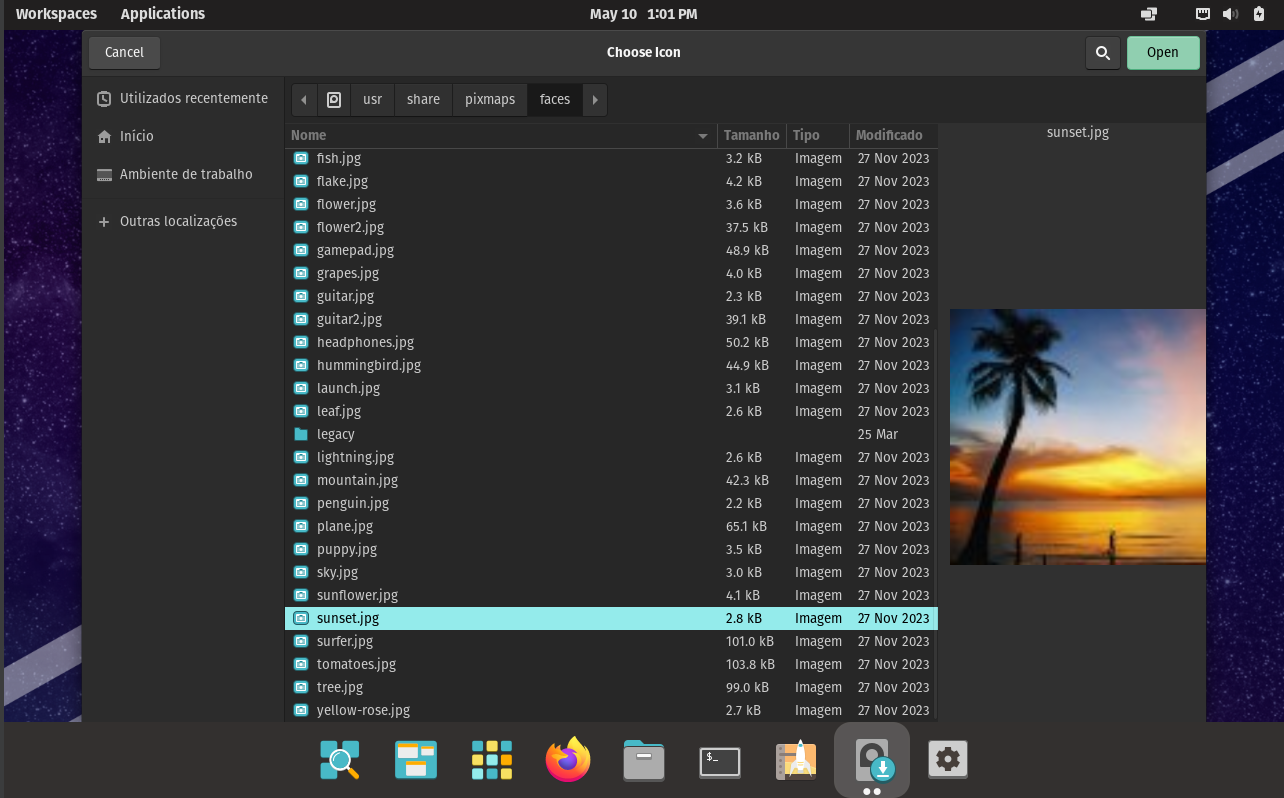 Workspaces Applications May 10 1:01 PM
Cancel Choose Icon Open
Utilizados recentemente
Início
Ambiente de trabalho
Outras localizações
usr share pixmaps faces
Nome Tamanho Tipo Modificado
fish.jpg 3.2 kB Imagem 27 Nov 2023
flake.jpg 4.2 kB Imagem 27 Nov 2023
flower.jpg 3.6 kB Imagem 27 Nov 2023
flower2.jpg 37.5 kB Imagem 27 Nov 2023
gamepad.jpg 48.9 kB Imagem 27 Nov 2023
grapes.jpg 4.0 kB Imagem 27 Nov 2023
guitar.jpg 2.3 kB Imagem 27 Nov 2023
guitar2.jpg 39.1 kB Imagem 27 Nov 2023
headphones.jpg 50.2 kB Imagem 27 Nov 2023
hummingbird.jpg 44.9 kB Imagem 27 Nov 2023
launch.jpg 3.1 kB Imagem 27 Nov 2023
leaf.jpg 2.6 kB Imagem 27 Nov 2023
legacy 25 Mar
lightning.jpg 2.6 kB Imagem 27 Nov 2023
mountain.jpg 42.3 kB Imagem 27 Nov 2023
penguin.jpg 2.2 kB Imagem 27 Nov 2023
plane.jpg 65.1 kB Imagem 27 Nov 2023
puppy.jpg 3.5 kB Imagem 27 Nov 2023
sky.jpg 3.0 kB Imagem 27 Nov 2023
sunflower.jpg 4.1 kB Imagem 27 Nov 2023
sunset.jpg 2.8 kB Imagem 27 Nov 2023
surfer.jpg 101.0 kB Imagem 27 Nov 2023
tomatoes.jpg 103.8 kB Imagem 27 Nov 2023
tree.jpg 99.0 kB Imagem 27 Nov 2023
yellow-rose.jpg 2.7 kB Imagem 27 Nov 2023
sunset.jpg
$_